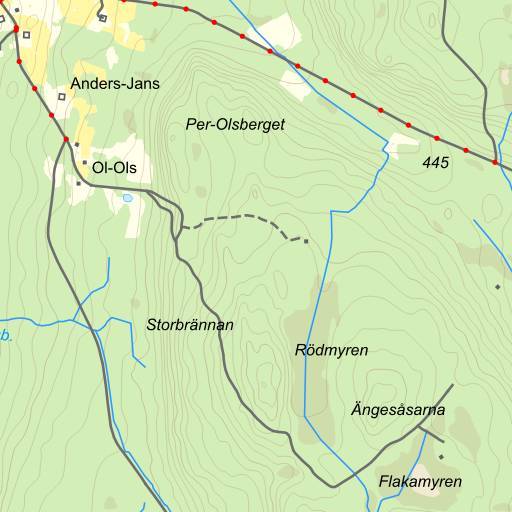 Anders-Jans
Per-Olsberget
445
Ol-Ols
Storbrännan
b.
Rödmyren
Ängesåsarna
Flakamyren